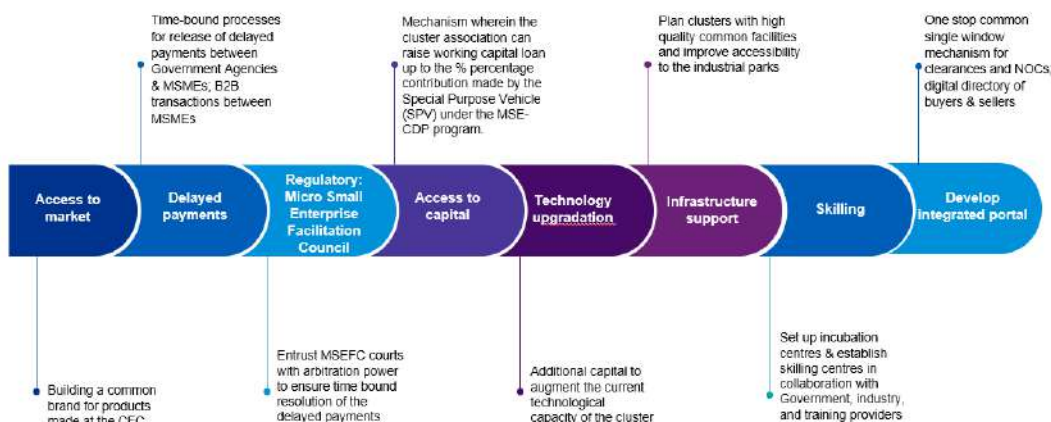 Time-bound processes
for release of delayed
payments between
Government Agencies
& MSMEs; B2B
transactions between
MSMEs
Mechanism wherein the
cluster association can
raise working capital loan
up to the % percentage
contribution made by the
Special Purpose Vehicle
(SPV) under the MSE-
CDP program.
Plan clusters with high
quality common facilities
and improve accessibility
to the industrial parks
One stop common
single window
mechanism for
clearances and NOCs;
digital directory of
buyers & sellers
Access to
market
Delayed
payments
Regulatory:
Micro Small
Enterprise
Facilitation
Council
Access to
capital
Technology
upgradation
Infrastructure
support
Skilling
Develop
integrated portal
Building a common
brand for products
made at the CFC
Entrust MSEFC courts
with arbitration power
to ensure time bound
resolution of the
delayed payments
Additional capital to
augment the current
technological
capacity of the cluster
Set up incubation
centres & establish
skilling centres in
collaboration with
Government, industry,
and training providers